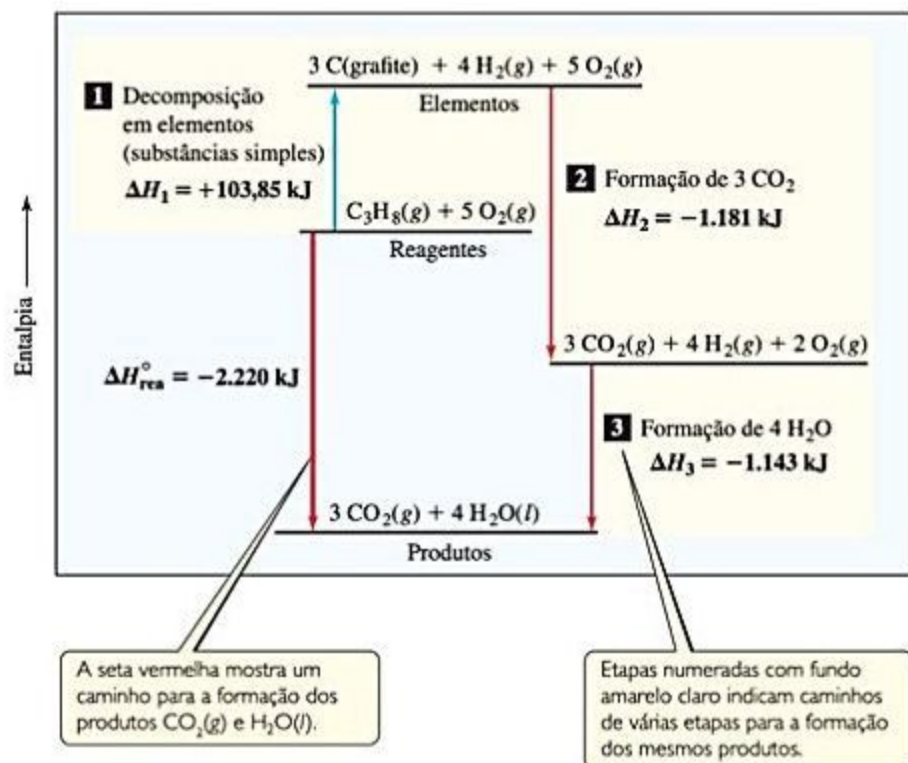 3 C(grafite) + 4 H₂(g) + 5 O₂(g)
Elementos
1 Decomposição
em elementos
(substâncias simples)
ΔH₁ = +103,85 kJ
2 Formação de 3 CO₂
ΔH₂ = −1.181 kJ
C₃H₈(g) + 5 O₂(g)
Reagentes
Entalpia
3 CO₂(g) + 4 H₂(g) + 2 O₂(g)
ΔH°rea = −2.220 kJ
3 Formação de 4 H₂O
ΔH₃ = −1.143 kJ
3 CO₂(g) + 4 H₂O(l)
Produtos
A seta vermelha mostra um
caminho para a formação dos
produtos CO₂(g) e H₂O(l).
Etapas numeradas com fundo
amarelo claro indicam caminhos
de várias etapas para a formação
dos mesmos produtos.